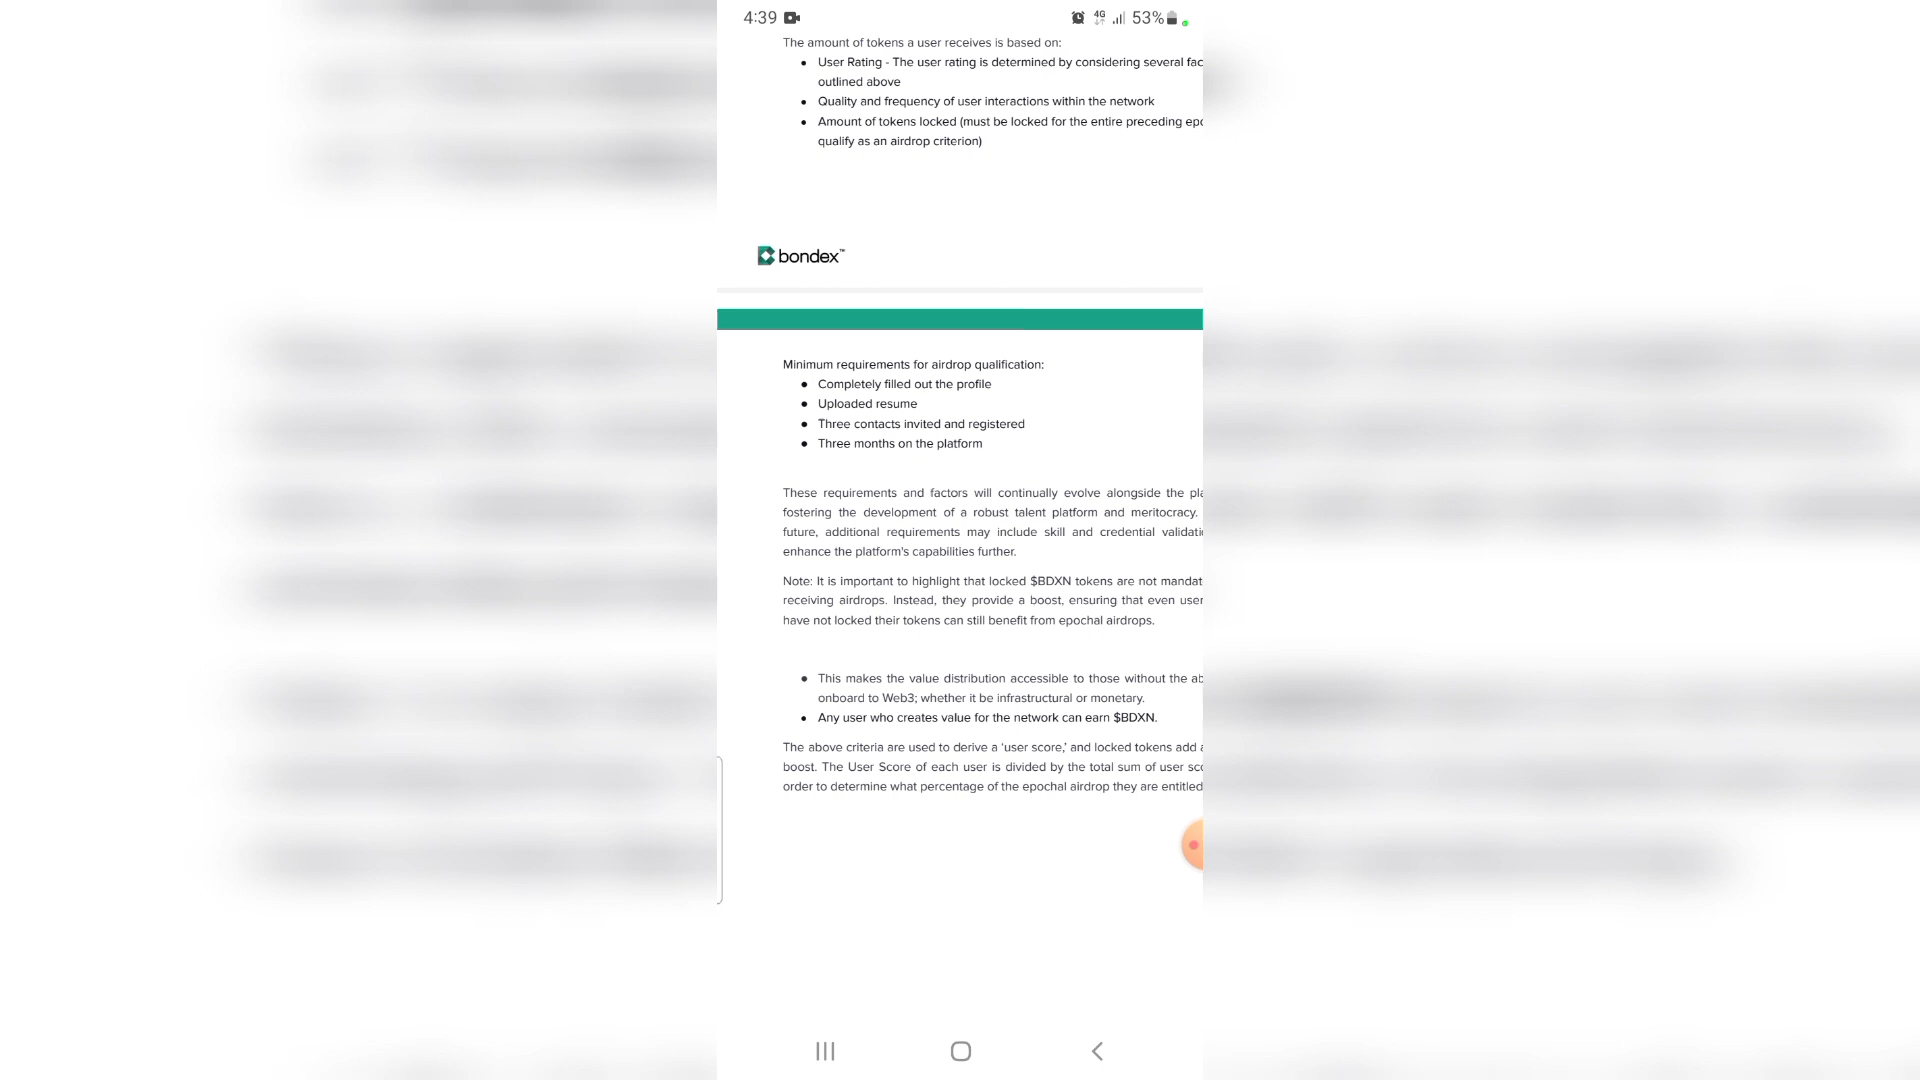 4:39 4G 53%
The amount of tokens a user receives is based on:
● User Rating - The user rating is determined by considering several fac
outlined above
● Quality and frequency of user interactions within the network
● Amount of tokens locked (must be locked for the entire preceding epo
qualify as an airdrop criterion)
bondex™
Minimum requirements for airdrop qualification:
● Completely filled out the profile
● Uploaded resume
● Three contacts invited and registered
● Three months on the platform
These requirements and factors will continually evolve alongside the pla
fostering the development of a robust talent platform and meritocracy.
future, additional requirements may include skill and credential validati
enhance the platform's capabilities further.
Note: It is important to highlight that locked $BDXN tokens are not mandat
receiving airdrops. Instead, they provide a boost, ensuring that even user
have not locked their tokens can still benefit from epochal airdrops.
● This makes the value distribution accessible to those without the ab
onboard to Web3; whether it be infrastructural or monetary.
● Any user who creates value for the network can earn $BDXN.
The above criteria are used to derive a ‘user score,’ and locked tokens add a
boost. The User Score of each user is divided by the total sum of user sco
order to determine what percentage of the epochal airdrop they are entitled